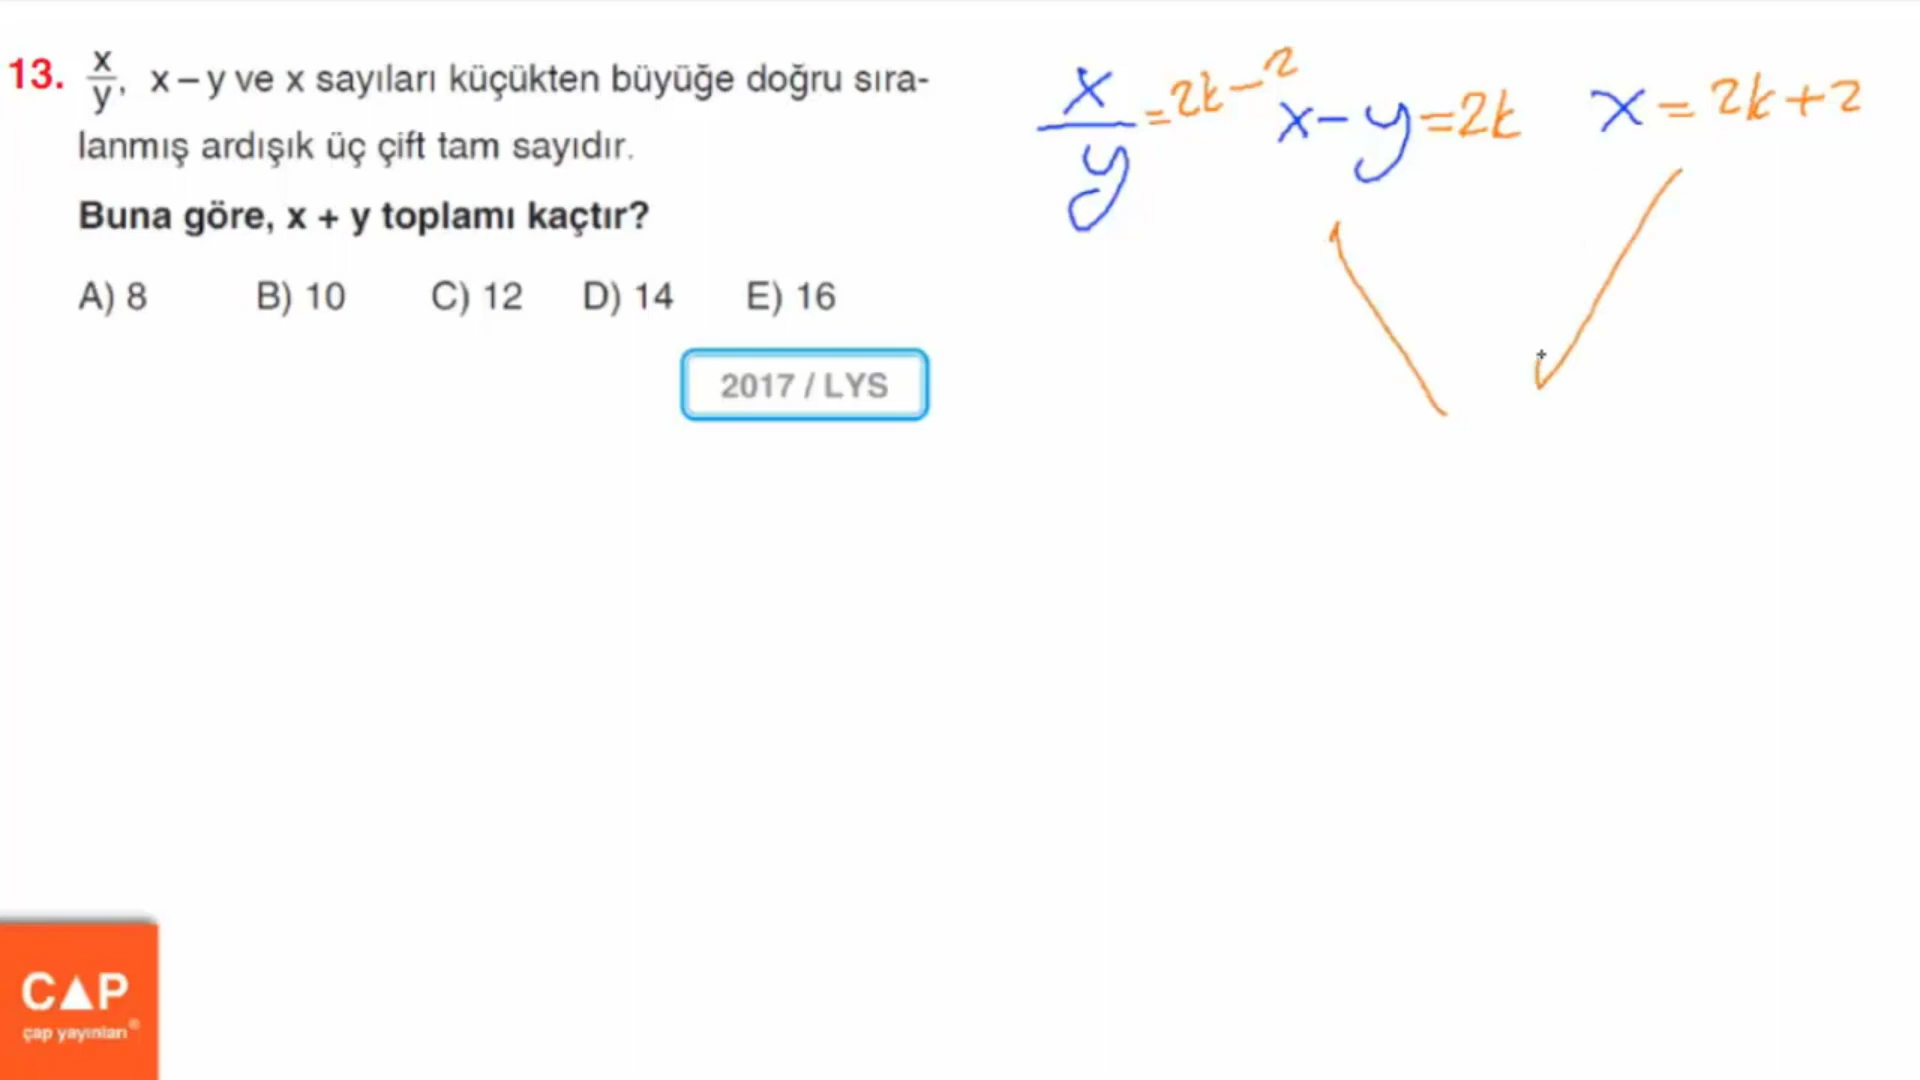 13. x/y, x – y ve x sayıları küçükten büyüğe doğru sıra-
lanmış ardışık üç çift tam sayıdır.
Buna göre, x + y toplamı kaçtır?
A) 8 B) 10 C) 12 D) 14 E) 16
2017 / LYS
x/y = 2k-2 x-y = 2k x = 2k+2
CAP
çap yayınları®